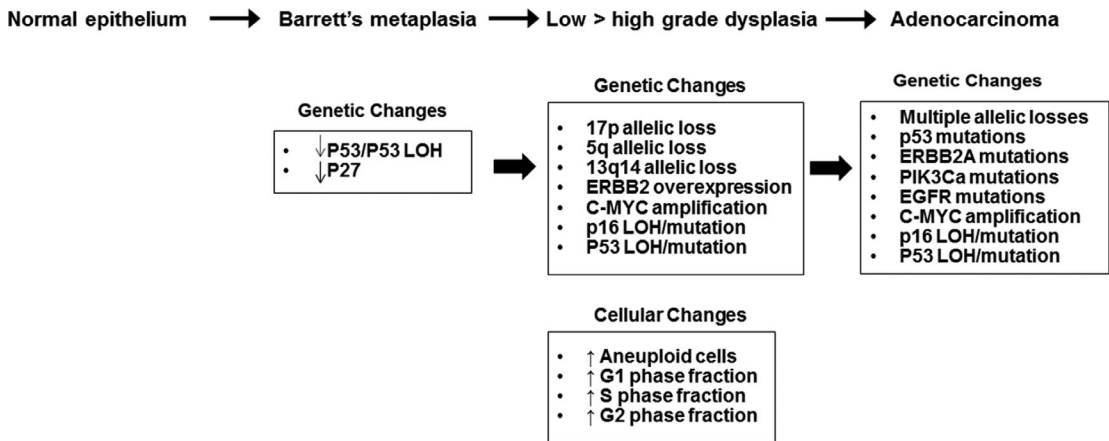 Normal epithelium → Barrett's metaplasia → Low > high grade dysplasia → Adenocarcinoma
Genetic Changes
• ↓P53/P53 LOH
• ↓P27
Genetic Changes
• 17p allelic loss
• 5q allelic loss
• 13q14 allelic loss
• ERBB2 overexpression
• C-MYC amplification
• p16 LOH/mutation
• P53 LOH/mutation
Cellular Changes
• ↑ Aneuploid cells
• ↑ G1 phase fraction
• ↑ S phase fraction
• ↑ G2 phase fraction
Genetic Changes
• Multiple allelic losses
• p53 mutations
• ERBB2A mutations
• PIK3Ca mutations
• EGFR mutations
• C-MYC amplification
• p16 LOH/mutation
• P53 LOH/mutation